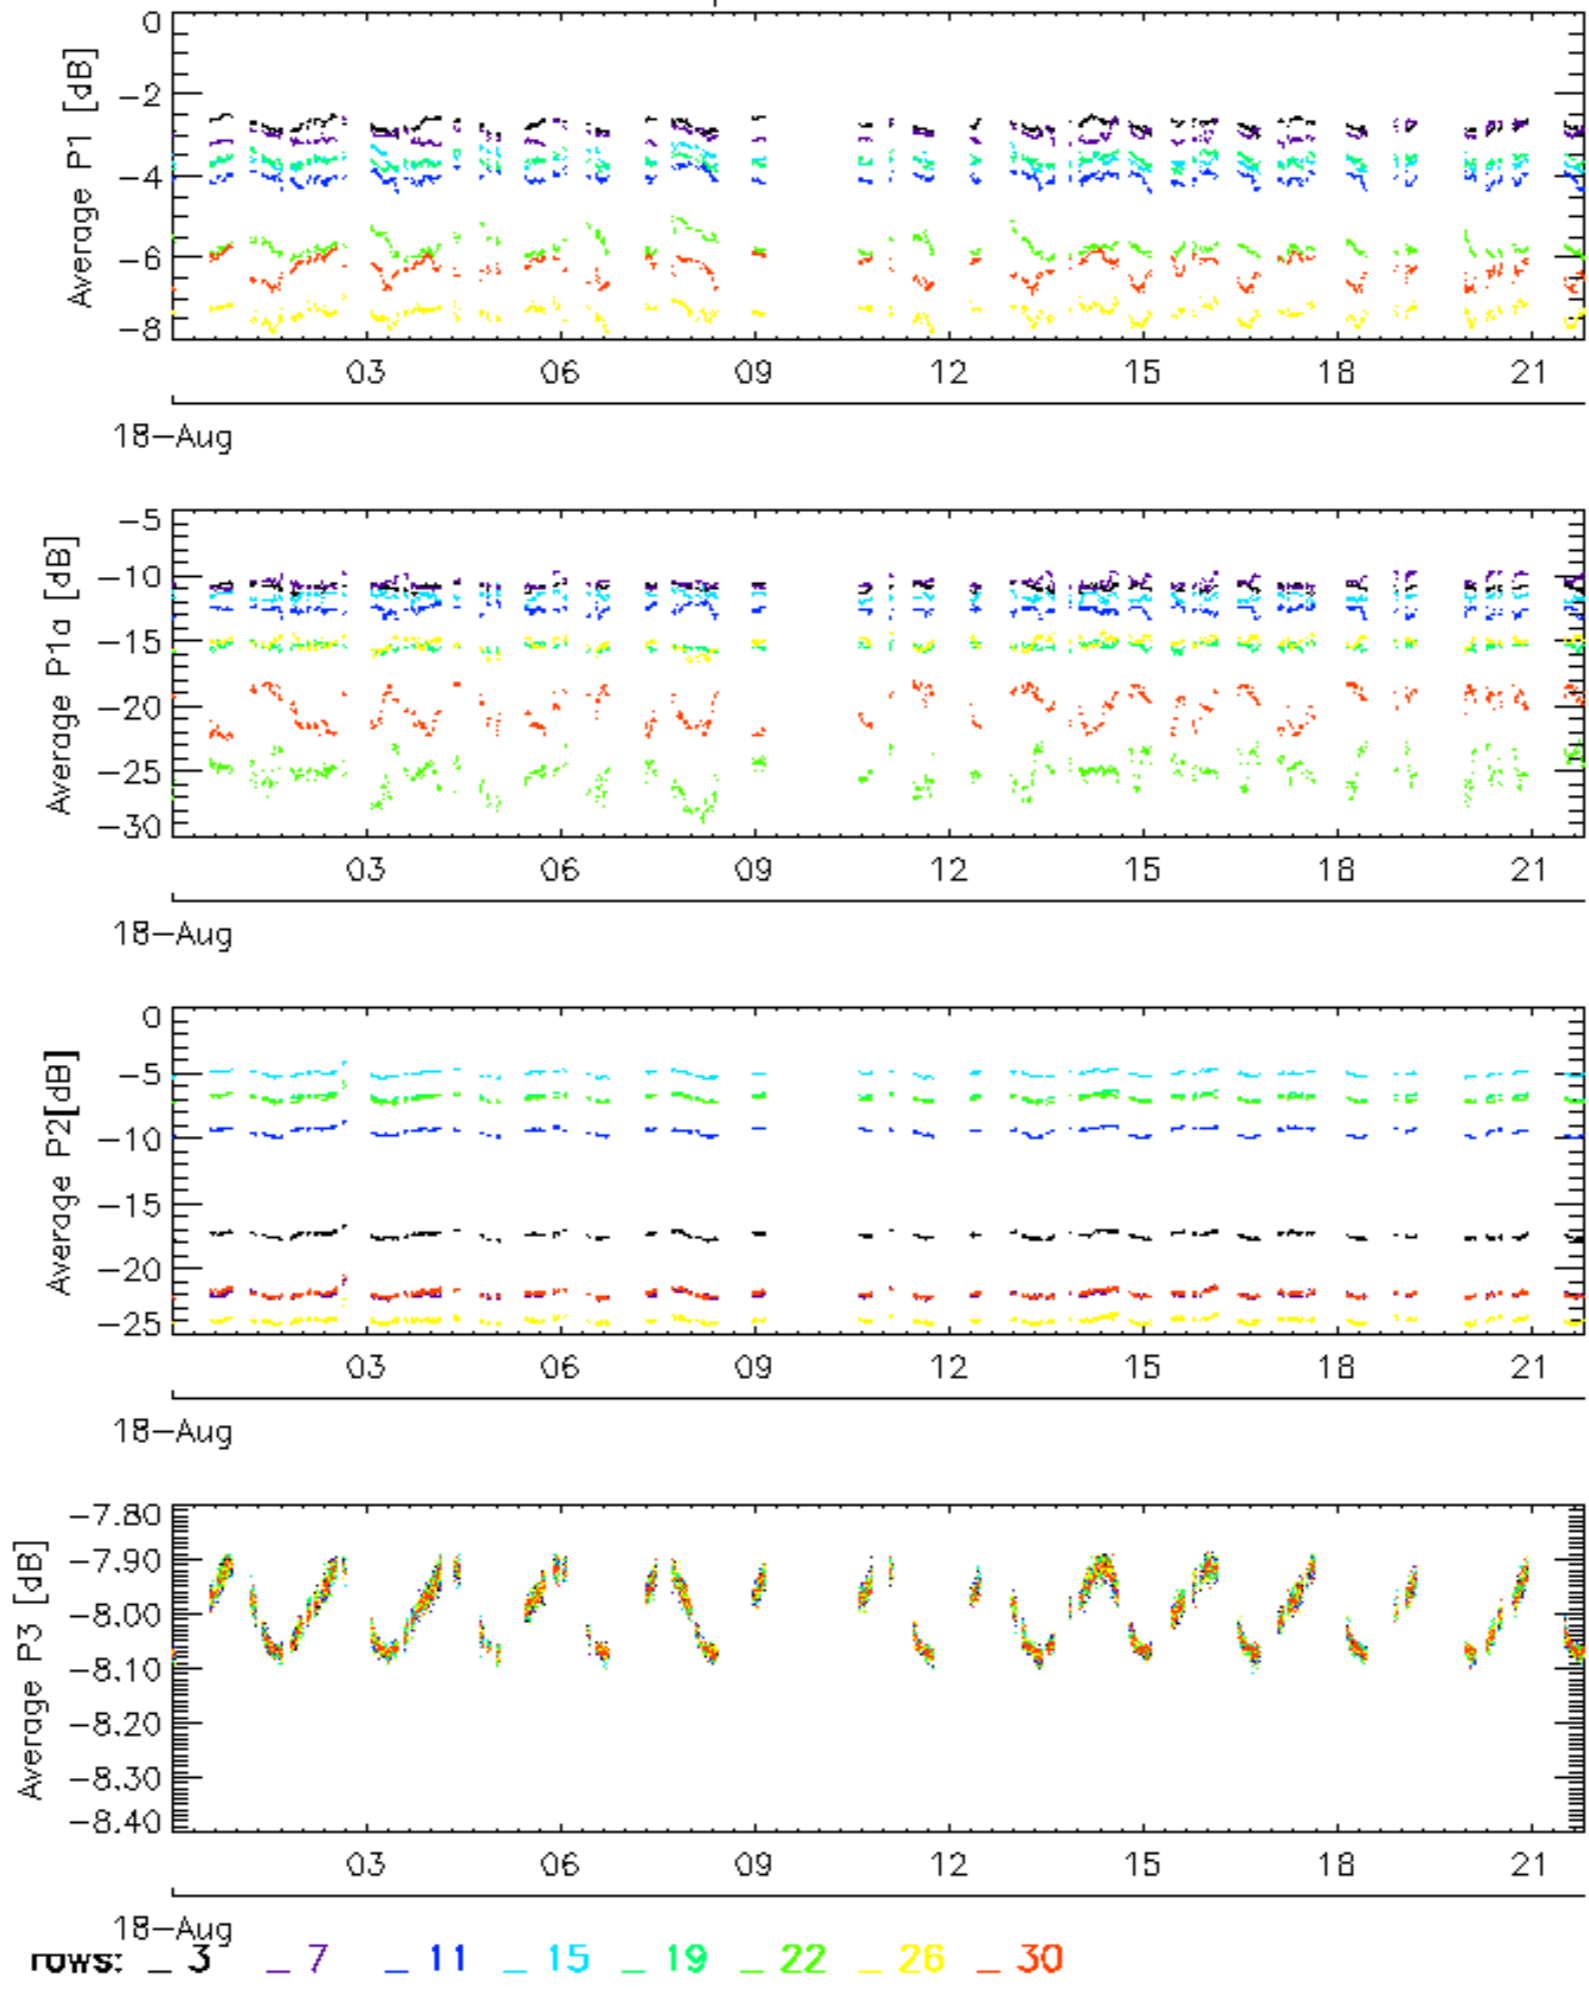 0
−2
−4
−6
−8
Average P1 [dB]
03 06 09 12 15 18 21
18−Aug
−5
−10
−15
−20
−25
−30
Average P1a [dB]
03 06 09 12 15 18 21
18−Aug
0
−5
−10
−15
−20
−25
Average P2[dB]
03 06 09 12 15 18 21
18−Aug
−7.80
−7.90
−8.00
−8.10
−8.20
−8.30
−8.40
Average P3 [dB]
03 06 09 12 15 18 21
18−Aug
rows: _ 3 _ 7 _ 11 _ 15 _ 19 _ 22 _ 26 _ 30